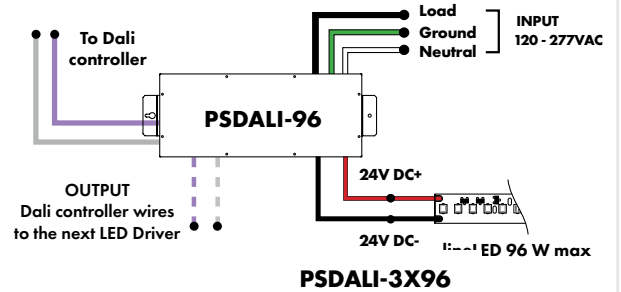 Load
Ground
Neutral
INPUT
120 - 277VAC
To Dali
controller
PSDALI-96
OUTPUT
Dali controller wires
to the next LED Driver
24V DC+
24V DC-
ED 96 W max
PSDALI-3X96